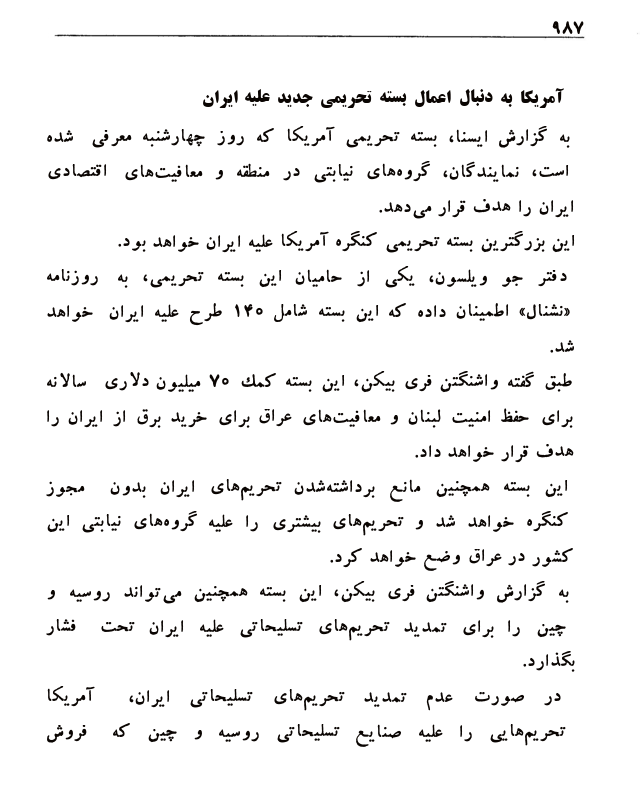 ۹۸۷
آمریکا به دنبال اعمال بسته تحریمی جدید علیه ایران
به گزارش ایسنا، بسته تحریمی آمریکا که روز چهارشنبه معرفی شده
است، نمایندگان، گروه‌های نیابتی در منطقه و معافیت‌های اقتصادی
ایران را هدف قرار می‌دهد.
این بزرگترین بسته تحریمی کنگره آمریکا علیه ایران خواهد بود.
دفتر جو ویلسون، یکی از حامیان این بسته تحریمی، به روزنامه
«نشنال» اطمینان داده که این بسته شامل ۱۴۰ طرح علیه ایران خواهد
شد.
طبق گفته واشنگتن فری بیکن، این بسته کمك ۷۰ میلیون دلاری سالانه
برای حفظ امنیت لبنان و معافیت‌های عراق برای خرید برق از ایران را
هدف قرار خواهد داد.
این بسته همچنین مانع برداشته‌شدن تحریم‌های ایران بدون مجوز
کنگره خواهد شد و تحریم‌های بیشتری را علیه گروه‌های نیابتی این
کشور در عراق وضع خواهد کرد.
به گزارش واشنگتن فری بیکن، این بسته همچنین می‌تواند روسیه و
چین را برای تمدید تحریم‌های تسلیحاتی علیه ایران تحت فشار
بگذارد.
در صورت عدم تمدید تحریم‌های تسلیحاتی ایران، آمریکا
تحریم‌هایی را علیه صنایع تسلیحاتی روسیه و چین که فروش